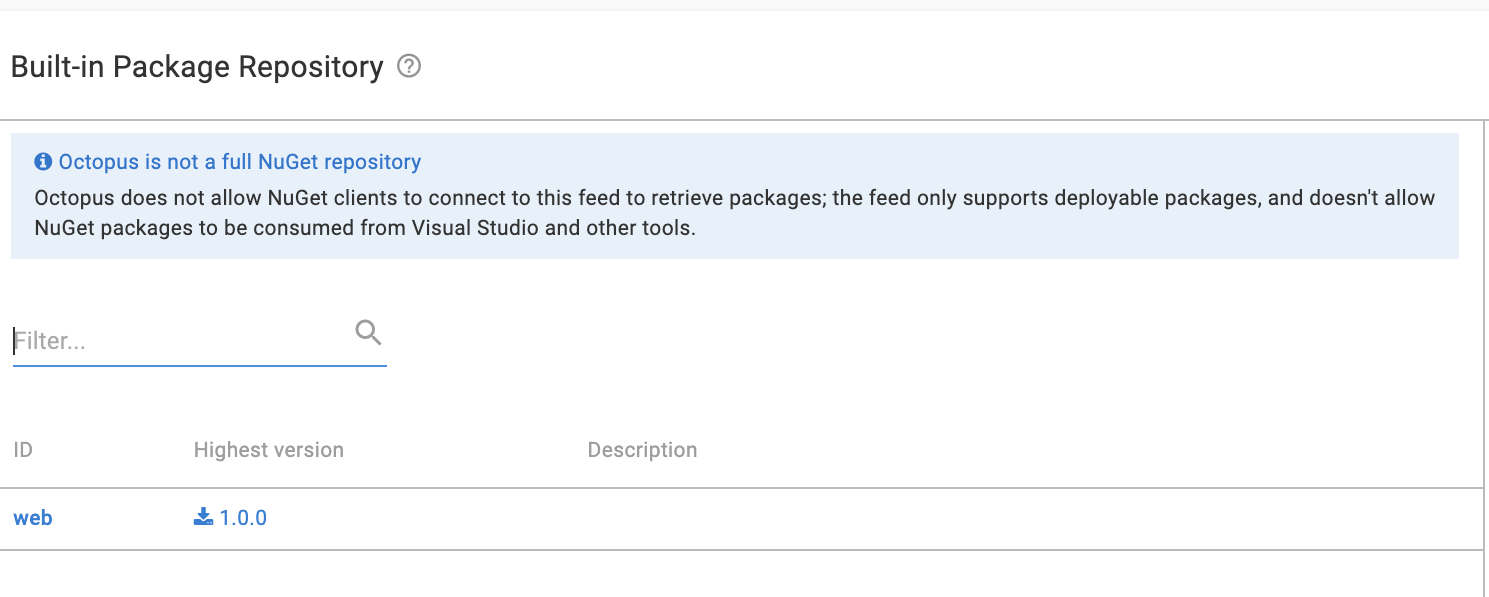 Built-in Package Repository
Octopus is not a full NuGet repository
Octopus does not allow NuGet clients to connect to this feed to retrieve packages; the feed only supports deployable packages, and doesn't allow
NuGet packages to be consumed from Visual Studio and other tools.
Filter...
ID Highest version Description
web 1.0.0